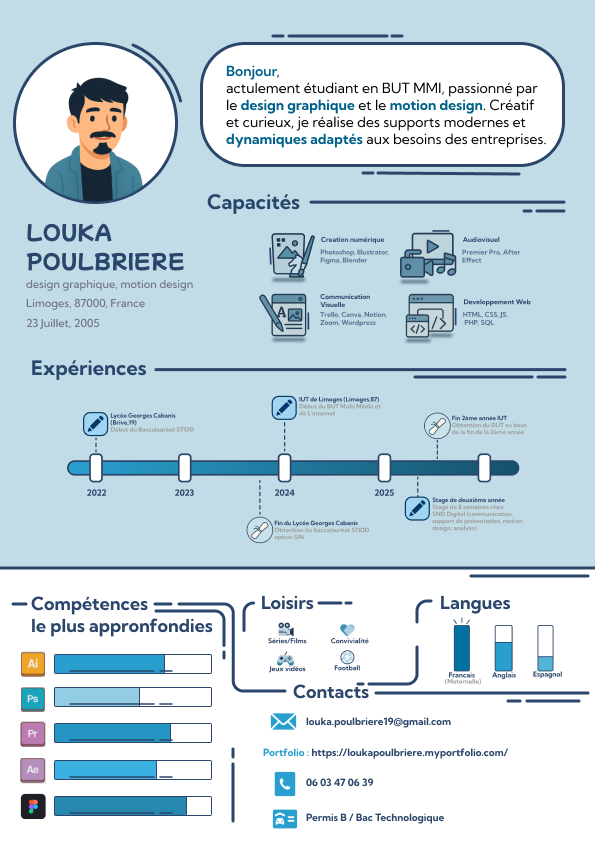 Bonjour,
actulement étudiant en BUT MMI, passionné par
le design graphique et le motion design. Créatif
et curieux, je réalise des supports modernes et
dynamiques adaptés aux besoins des entreprises.
LOUKA
POULBRIERE
design graphique, motion design
Limoges, 87000, France
23 Juillet, 2005
Capacités
Creation numérique
Photoshop, Illustrator,
Figma, Blender
Audiovisuel
Premier Pro, After
Effect
Communication
Visuelle
Trello, Canva, Notion,
Zoom, Wordpress
Developpement Web
HTML, CSS, JS,
PHP, SQL
Expériences
Lycée Georges Cabanis
(Brive,19)
Début du Baccalauréat STIDD
IUT de Limoges (Limoges,87)
Début du BUT Multi Média et
de L'internet
Fin 2ème année IUT
Obtention du DUT au bout
de la fin de la 2ème année
2022
2023
2024
2025
Fin du Lycée Georges Cabanis
Obtention du baccalauréat STIDD
option SIN
Stage de deuxième année
Stage de 8 semaines chez
SND Digital (communication,
support de présentation, motion
design, analyse)
Compétences
le plus appronfondies
Ai
Ps
Pr
Ae
Loisirs
Séries/Films
Convivialité
Jeux vidéos
Football
Langues
Francais
(Maternelle)
Anglais
Espagnol
Contacts
louka.poulbriere19@gmail.com
Portfolio : https://loukapoulbriere.myportfolio.com/
06 03 47 06 39
Permis B / Bac Technologique